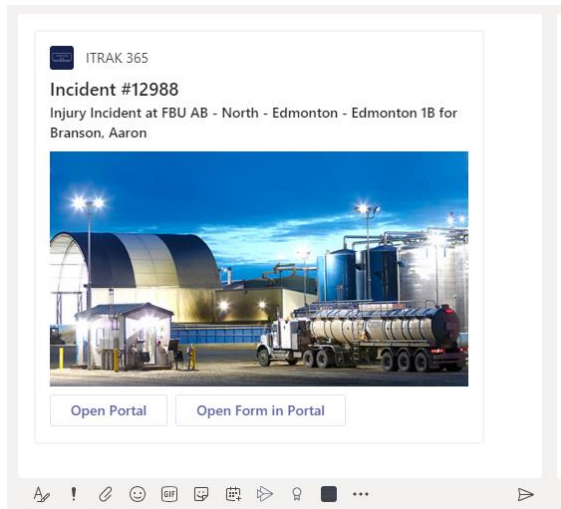 ITRAK 365
Incident #12988
Injury Incident at FBU AB - North - Edmonton - Edmonton 1B for
Branson, Aaron
Open Portal
Open Form in Portal
GIF